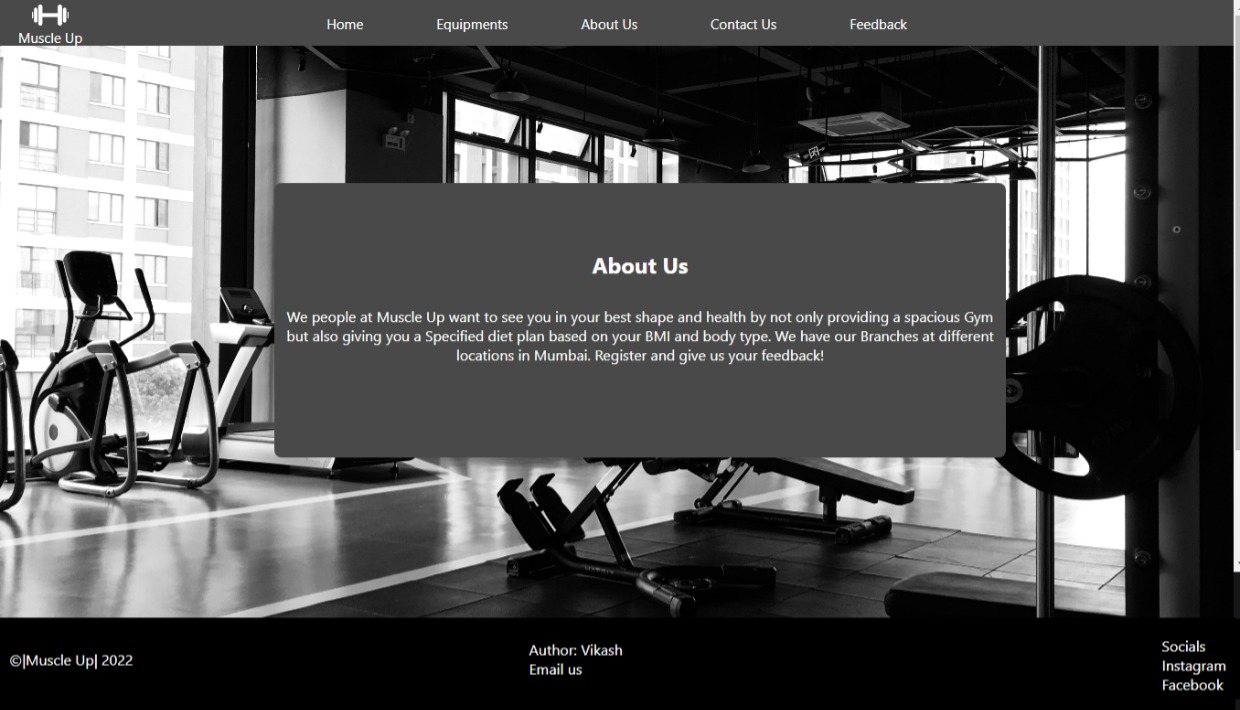 Muscle Up
Home
Equipments
About Us
Contact Us
Feedback
About Us
We people at Muscle Up want to see you in your best shape and health by not only providing a spacious Gym
but also giving you a Specified diet plan based on your BMI and body type. We have our Branches at different
locations in Mumbai. Register and give us your feedback!
©|Muscle Up| 2022
Author: Vikash
Email us
Socials
Instagram
Facebook